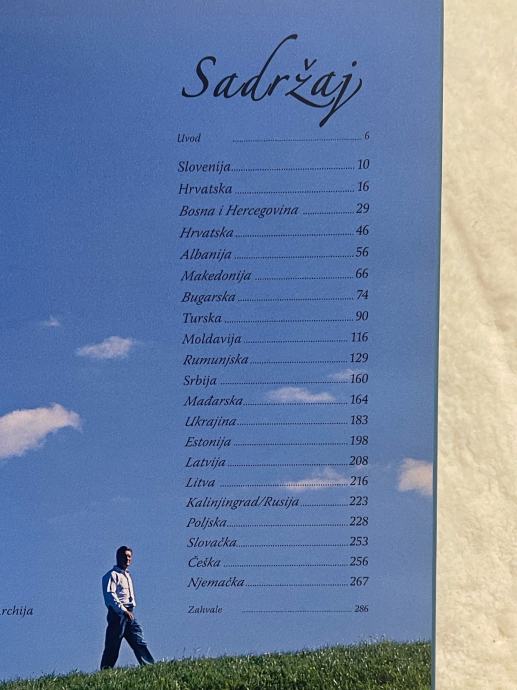 Sadržaj
Uvod 6
Slovenija 10
Hrvatska 16
Bosna i Hercegovina 29
Hrvatska 46
Albanija 56
Makedonija 66
Bugarska 74
Turska 90
Moldavija 116
Rumunjska 129
Srbija 160
Mađarska 164
Ukrajina 183
Estonija 198
Latvija 208
Litva 216
Kalinjingrad/Rusija 223
Poljska 228
Slovačka 253
Češka 256
Njemačka 267
Zahvale 286